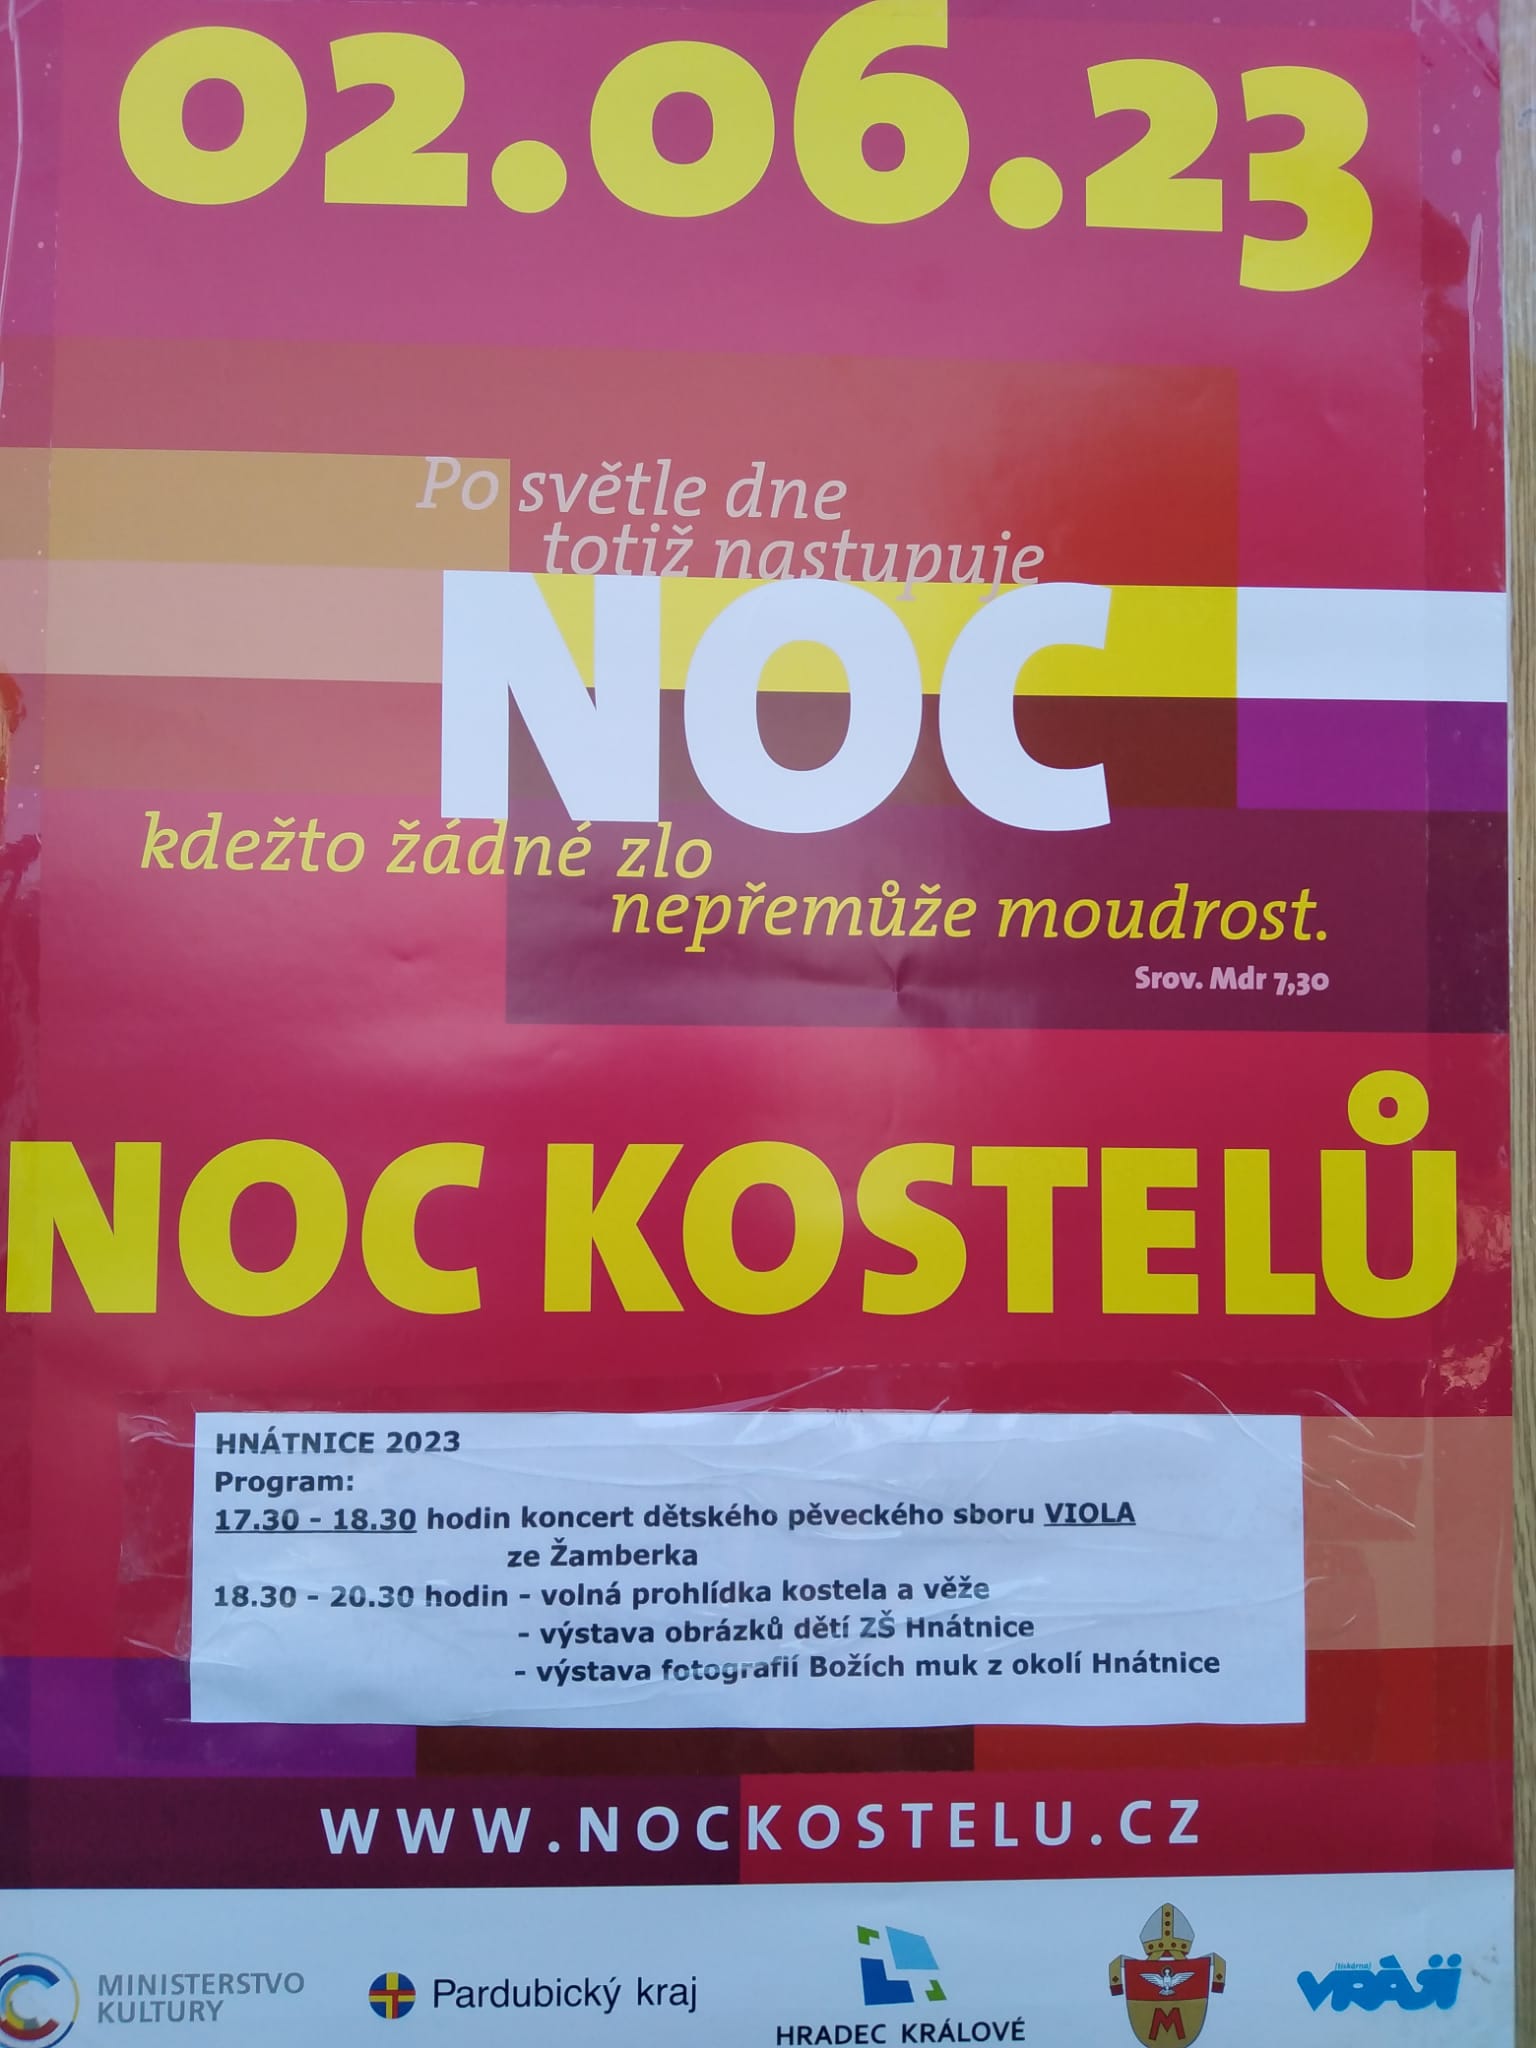 02.06.23
Po světle dne
totiž nastupuje
NOC
kdežto žádné zlo
nepřemůže moudrost.
Srov. Mdr 7,30
NOC KOSTELŮ
HNÁTNICE 2023
Program:
17.30 - 18.30 hodin koncert dětského pěveckého sboru VIOLA
ze Žamberka
18.30 - 20.30 hodin - volná prohlídka kostela a věže
- výstava obrázků dětí ZŠ Hnátnice
- výstava fotografií Božích muk z okolí Hnátnice
WWW.NOCKOSTELU.CZ
MINISTERSTVO
KULTURY
Pardubický kraj
HRADEC KRÁLOVÉ
M
(tiskárna)